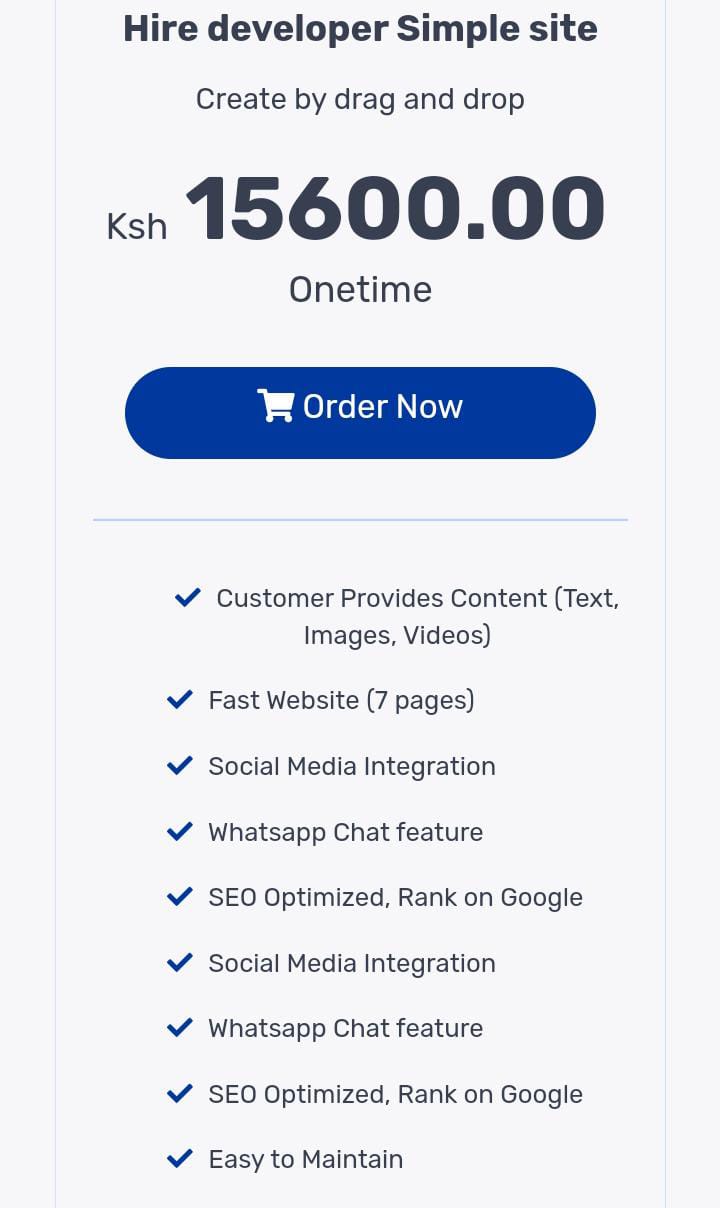 Hire developer Simple site
Create by drag and drop
Ksh 15600.00
Onetime
Order Now
Customer Provides Content (Text,
Images, Videos)
Fast Website (7 pages)
Social Media Integration
Whatsapp Chat feature
SEO Optimized, Rank on Google
Social Media Integration
Whatsapp Chat feature
SEO Optimized, Rank on Google
Easy to Maintain